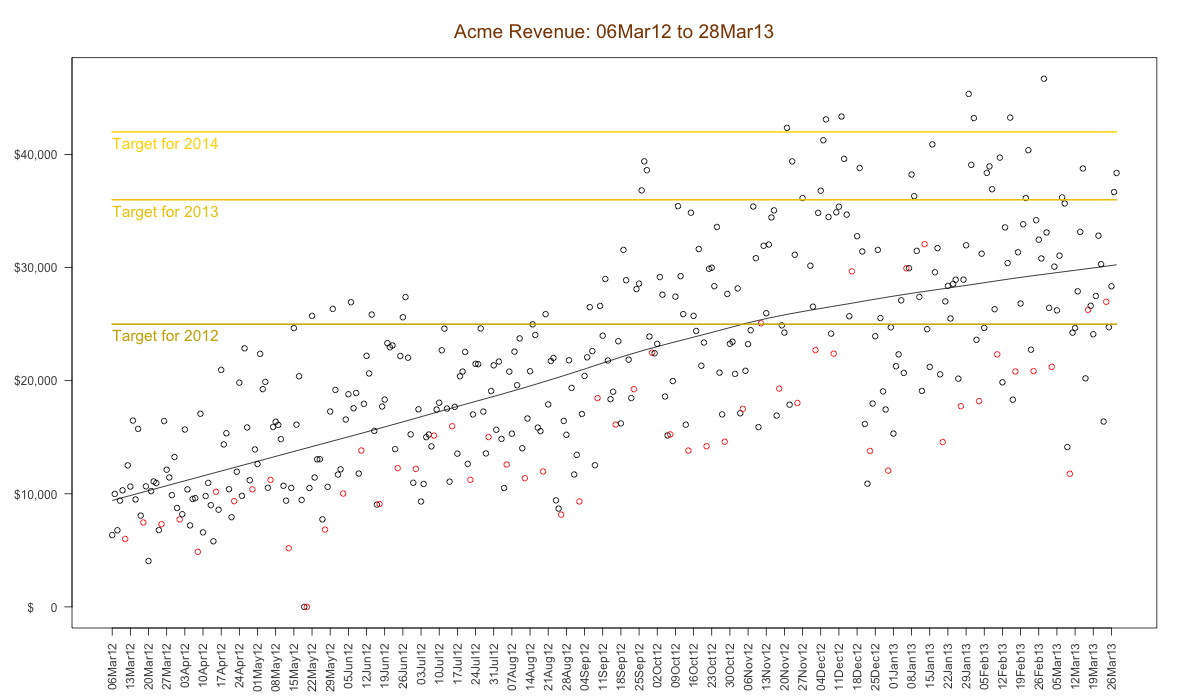 Acme Revenue: 06Mar12 to 28Mar13
Target for 2014
$40,000
Target for 2013
$30,000
Target for 2012
$20,000
$10,000
$ 0
06Mar12
13Mar12
20Mar12
27Mar12
03Apr12
10Apr12
17Apr12
24Apr12
01May12
08May12
15May12
22May12
29May12
05Jun12
12Jun12
19Jun12
26Jun12
03Jul12
10Jul12
17Jul12
24Jul12
31Jul12
07Aug12
14Aug12
21Aug12
28Aug12
04Sep12
11Sep12
18Sep12
25Sep12
02Oct12
09Oct12
16Oct12
23Oct12
30Oct12
06Nov12
13Nov12
20Nov12
27Nov12
04Dec12
11Dec12
18Dec12
25Dec12
01Jan13
08Jan13
15Jan13
22Jan13
29Jan13
05Feb13
12Feb13
19Feb13
26Feb13
05Mar13
12Mar13
19Mar13
26Mar13